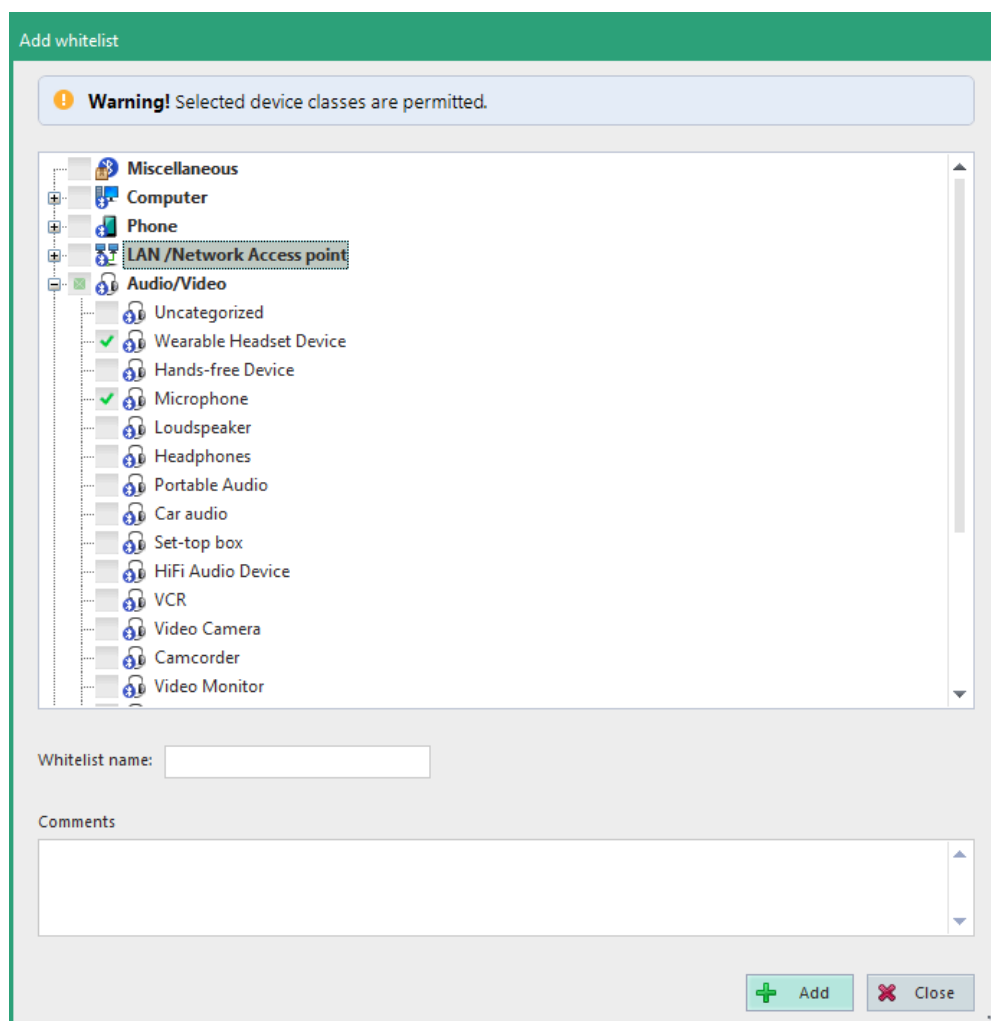 Add whitelist
Warning! Selected device classes are permitted.
Miscellaneous
Computer
Phone
LAN /Network Access point
Audio/Video
Uncategorized
Wearable Headset Device
Hands-free Device
Microphone
Loudspeaker
Headphones
Portable Audio
Car audio
Set-top box
HiFi Audio Device
VCR
Video Camera
Camcorder
Video Monitor
Whitelist name:
Comments
Add
Close